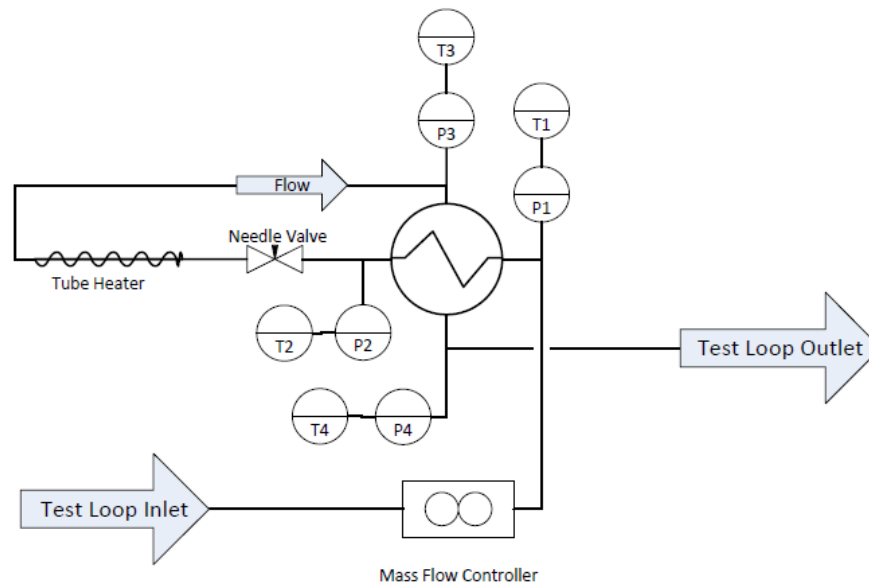 T3
P3
T1
P1
Flow
Needle Valve
Tube Heater
T2
P2
Test Loop Outlet
T4
P4
Test Loop Inlet
Mass Flow Controller